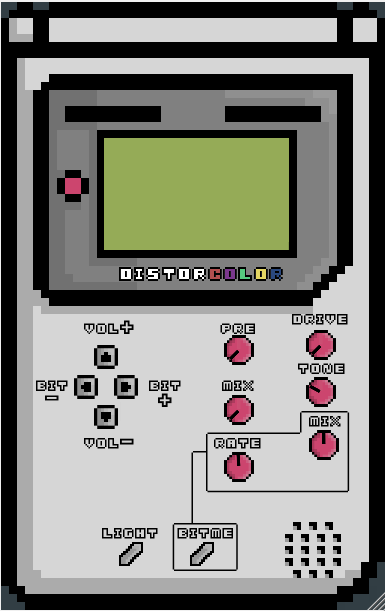 DISTORCOLOR
VOL+
PRE
DRIVE
TONE
BIT
-
BIT
+
MIX
VOL-
RATE
MIX
LIGHT
BITME